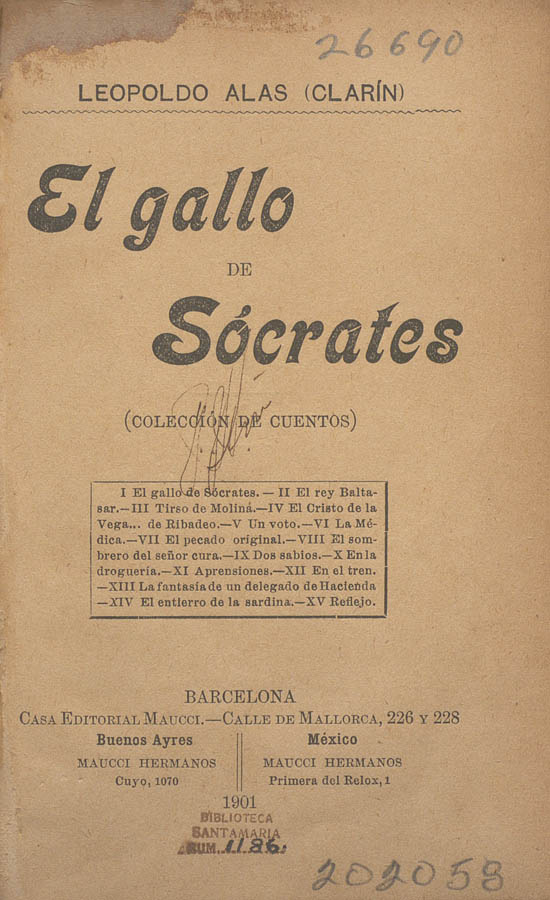 26690
LEOPOLDO ALAS (CLARÍN)
El gallo
DE
Sócrates
(COLECCIÓN DE CUENTOS)
I El gallo de Sócrates. — II El rey Balta-
sar.—III Tirso de Moliná.—IV El Cristo de la
Vega... de Ribadeo.—V Un voto.—VI La Mé-
dica.—VII El pecado original.—VIII El som-
brero del señor cura.—IX Dos sabios.—X En la
droguería.—XI Aprensiones.—XII En el tren.
—XIII La fantasía de un delegado de Hacienda
—XIV El entierro de la sardina.—XV Reflejo.
BARCELONA
CASA EDITORIAL MAUCCI.—CALLE DE MALLORCA, 226 Y 228
Buenos Ayres
MAUCCI HERMANOS
Cuyo, 1070
México
MAUCCI HERMANOS
Primera del Relox, 1
1901
BIBLIOTECA
SANTAMARIA
NUM. 1186.
202058